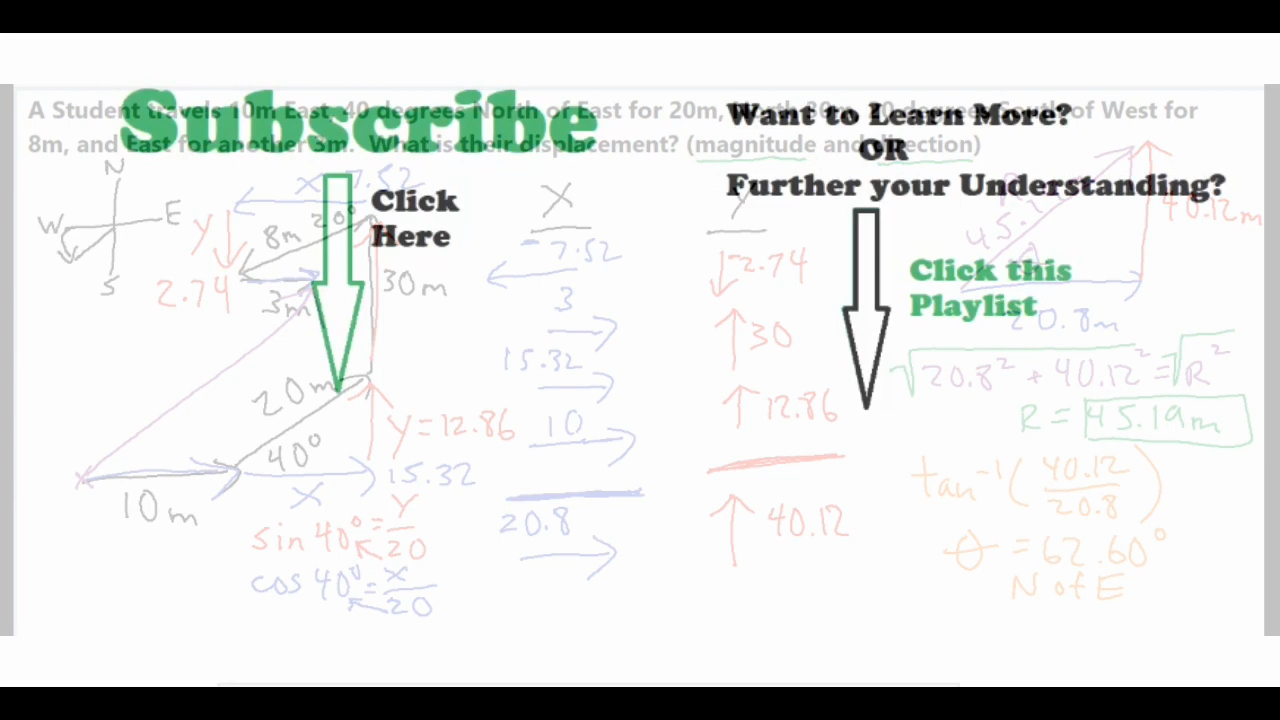 Subscribe
Want to Learn More?
OR
Further your Understanding?
Click
Here
Click this
Playlist
A Student travels 10m East, 40 degrees North of East for 20m, North 30m, 20 degrees South of West for
8m, and East for another 3m. What is their displacement? (magnitude and direction)
N
W E
S
X 7.52
Y
2.74
8m 20°
3m
30m
20m
40°
10m
X 15.32
Y = 12.86
sin 40° = Y/20
cos 40° = x/20
X
-7.52
3
15.32
10
20.8
Y
2.74
30
12.86
40.12
R
45.
40.12m
20.8m
√20.8² + 40.12² = √R²
R = 45.19m
tan⁻¹(40.12/20.8)
θ = 62.60°
N of E